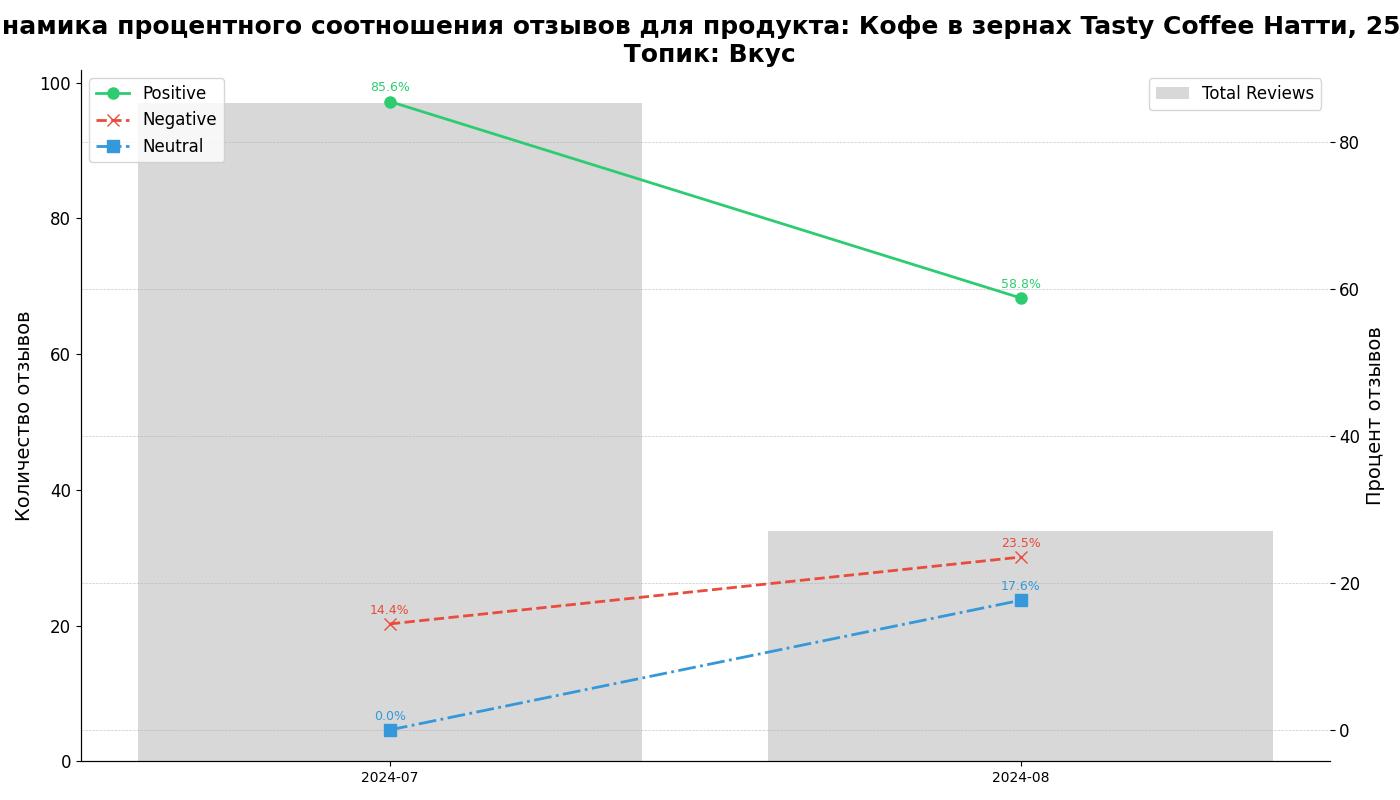 намика процентного соотношения отзывов для продукта: Кофе в зернах Tasty Coffee Натти, 25
Топик: Вкус
Positive
Negative
Neutral
Total Reviews
85.6%
58.8%
14.4%
23.5%
0.0%
17.6%
Количество отзывов
100
80
60
40
20
0
Процент отзывов
80
60
40
20
0
2024-07
2024-08